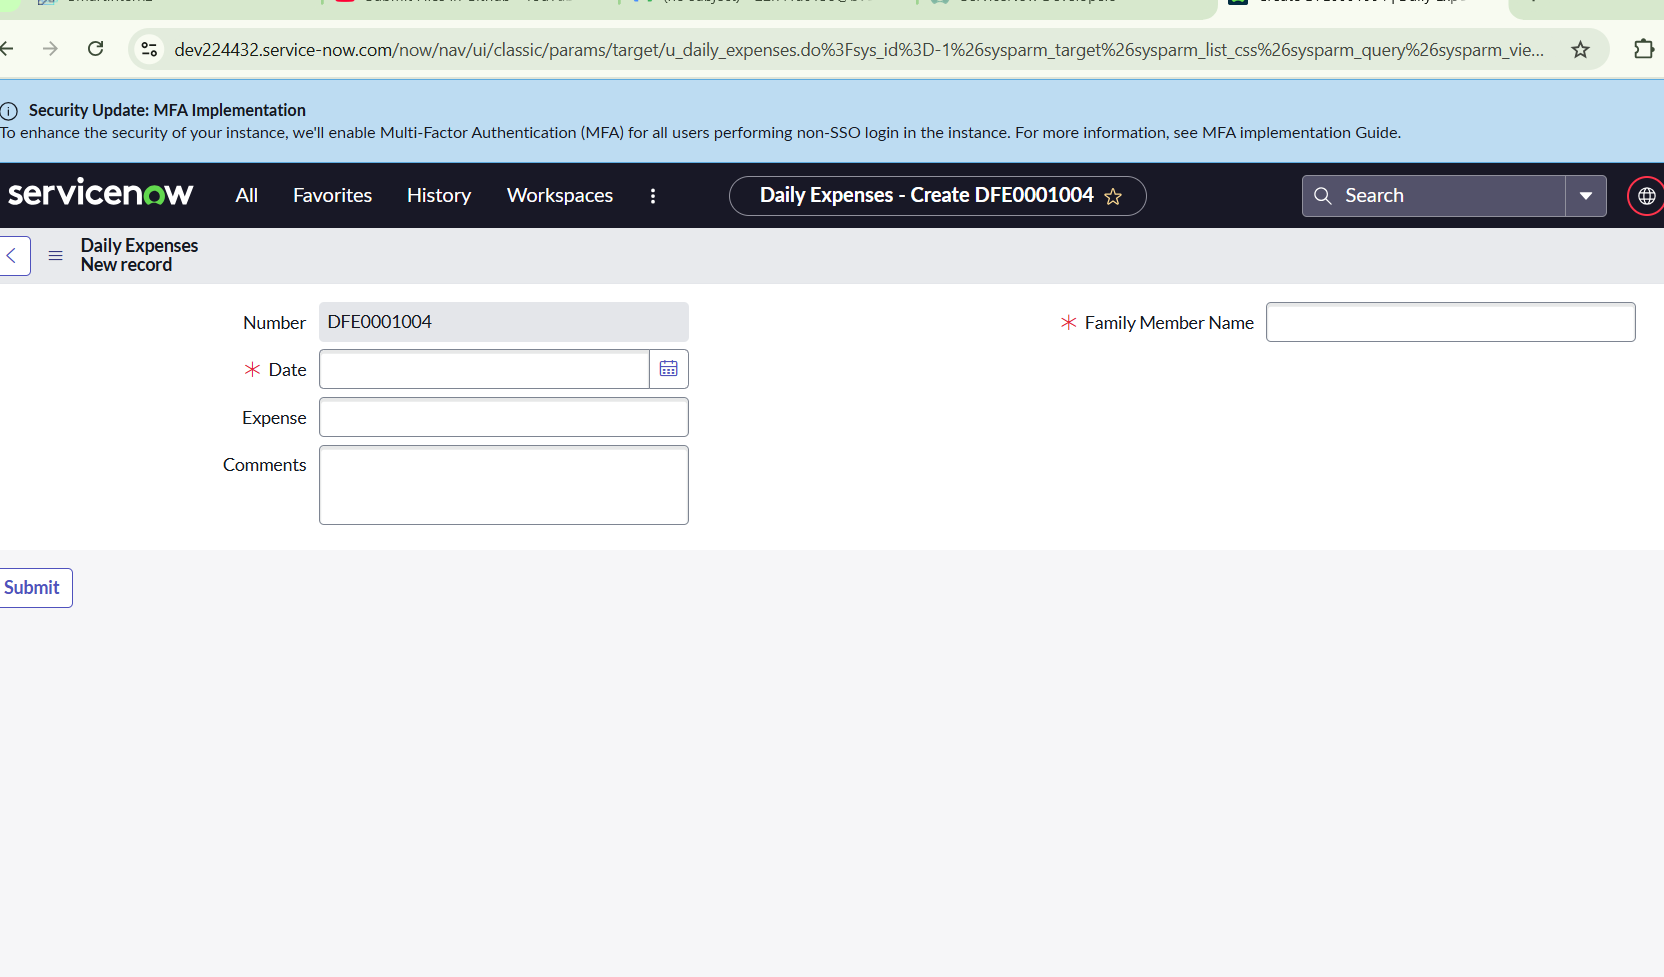 dev224432.service-now.com/now/nav/ui/classic/params/target/u_daily_expenses.do%3Fsys_id%3D-1%26sysparm_target%26sysparm_list_css%26sysparm_query%26sysparm_vie...
Security Update: MFA Implementation
To enhance the security of your instance, we'll enable Multi-Factor Authentication (MFA) for all users performing non-SSO login in the instance. For more information, see MFA implementation Guide.
servicenow All Favorites History Workspaces Daily Expenses - Create DFE0001004 Search
Daily Expenses
New record
Number DFE0001004 * Family Member Name
* Date
Expense
Comments
Submit